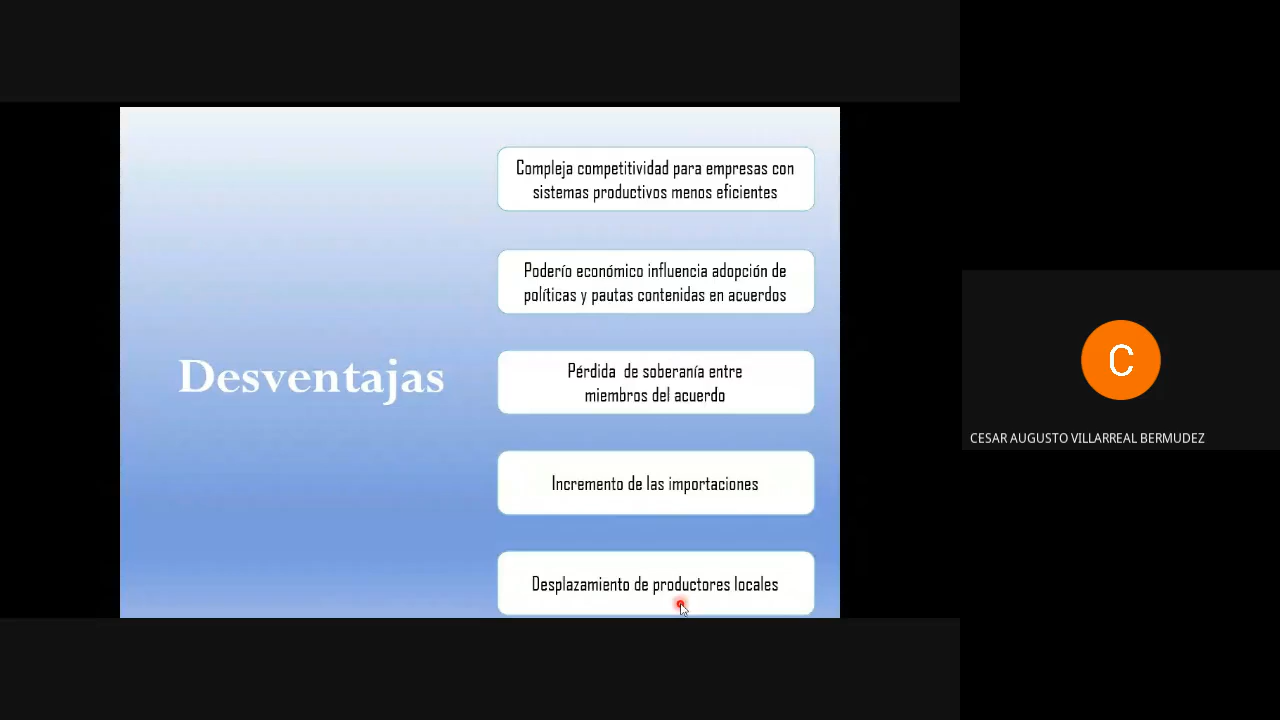 Desventajas
Compleja competitividad para empresas con
sistemas productivos menos eficientes
Poderío económico influencia adopción de
políticas y pautas contenidas en acuerdos
Pérdida de soberanía entre
miembros del acuerdo
Incremento de las importaciones
Desplazamiento de productores locales
C
CESAR AUGUSTO VILLARREAL BERMUDEZ